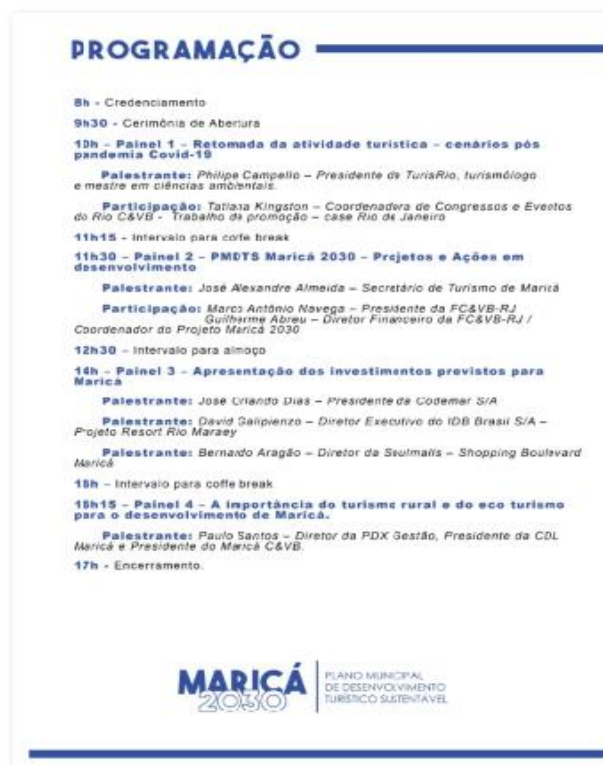 PROGRAMAÇÃO
8h - Credenciamento
9h30 - Cerimônia de Abertura
10h – Painel 1 – Retomada da atividade turística – cenários pós
pandemia Covid-19
Palestrante: Philipe Campello – Presidente da TurisRio, turismólogo
e mestre em ciências ambientais.
Participação: Tatiana Kingston – Coordenadora de Congressos e Eventos
do Rio C&VB - Trabalho de promoção – case Rio de Janeiro
11h15 - Intervalo para coffe break
11h30 – Painel 2 – PMDTS Maricá 2030 – Projetos e Ações em
desenvolvimento
Palestrante: José Alexandre Almeida – Secretário de Turismo de Maricá
Participação: Marco Antônio Navega – Presidente da FC&VB-RJ
Guilherme Abreu – Diretor Financeiro da FC&VB-RJ /
Coordenador do Projeto Maricá 2030
12h30 – Intervalo para almoço
14h – Painel 3 – Apresentação dos investimentos previstos para
Maricá
Palestrante: José Orlando Dias – Presidente da Codemar S/A
Palestrante: David Galipienzo – Diretor Executivo do IDB Brasil S/A –
Projeto Resort Rio Maraey
Palestrante: Bernardo Aragão – Diretor da – Shopping Boulevard
Maricá
16h – Intervalo para coffe break
16h15 – Painel 4 – A importância do turismo rural e do eco turismo
para o desenvolvimento de Maricá.
Palestrante: Paulo Santos – Diretor da PDX Gestão, Presidente da CDL
Maricá e Presidente do Maricá C&VB.
17h - Encerramento.
MARICÁ
2030
PLANO MUNICIPAL
DE DESENVOLVIMENTO
TURÍSTICO SUSTENTÁVEL